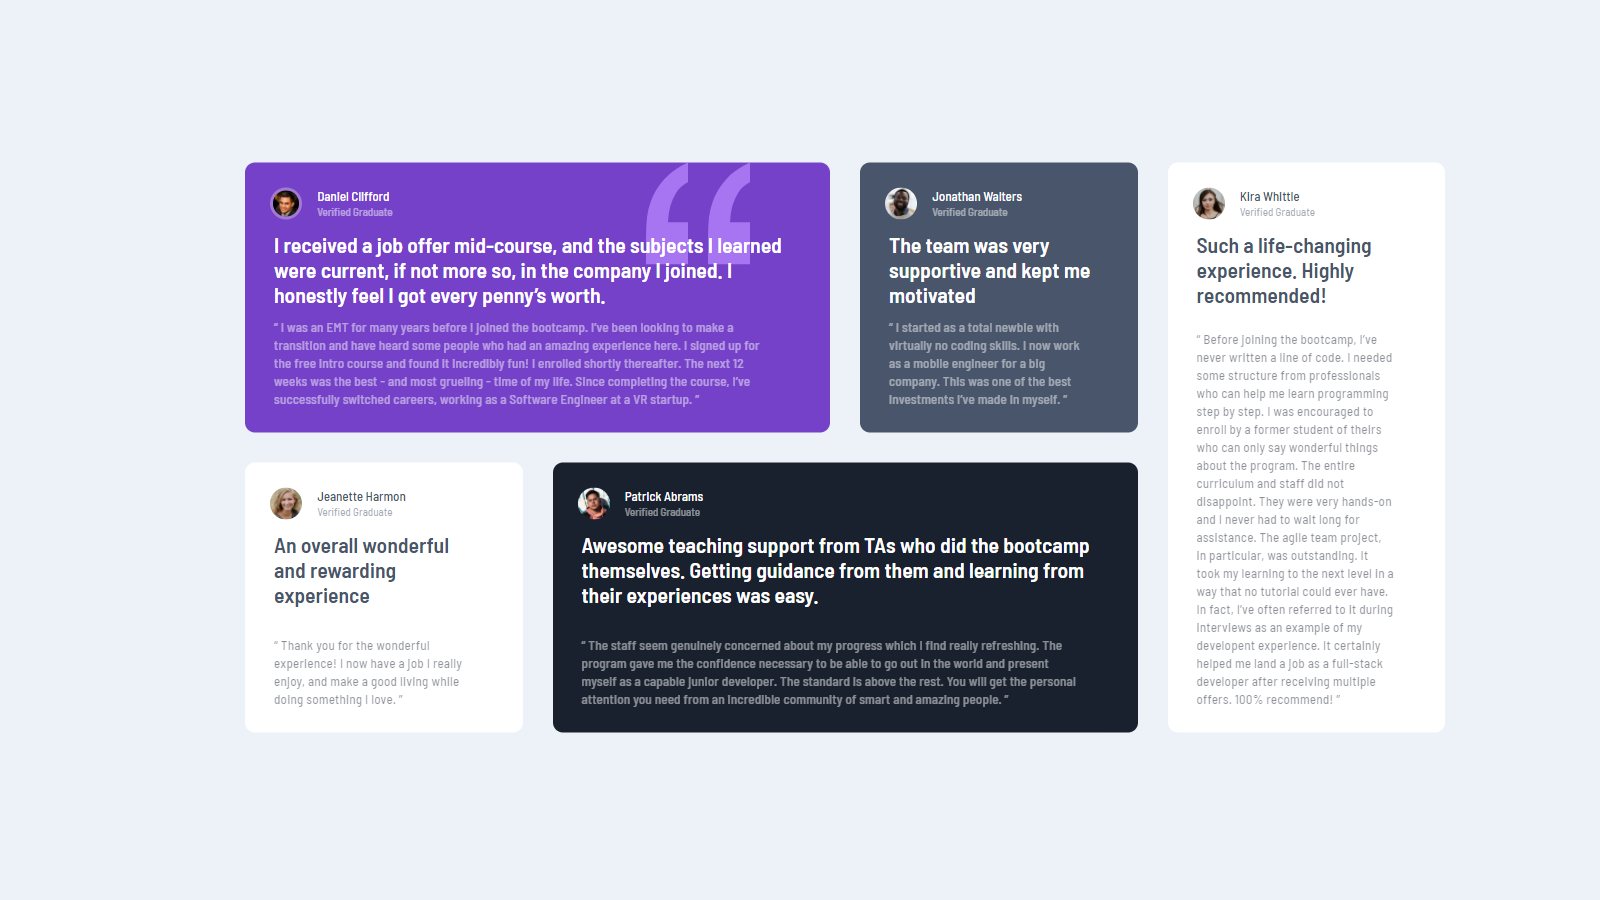 Daniel Clifford
Verified Graduate
I received a job offer mid-course, and the subjects I learned
were current, if not more so, in the company I joined. I
honestly feel I got every penny’s worth.
“ I was an EMT for many years before I joined the bootcamp. I’ve been looking to make a
transition and have heard some people who had an amazing experience here. I signed up for
the free intro course and found it incredibly fun! I enrolled shortly thereafter. The next 12
weeks was the best - and most grueling - time of my life. Since completing the course, I’ve
successfully switched careers, working as a Software Engineer at a VR startup. ”
Jonathan Walters
Verified Graduate
The team was very
supportive and kept me
motivated
“ I started as a total newbie with
virtually no coding skills. I now work
as a mobile engineer for a big
company. This was one of the best
investments I’ve made in myself. ”
Kira Whittle
Verified Graduate
Such a life-changing
experience. Highly
recommended!
“ Before joining the bootcamp, I’ve
never written a line of code. I needed
some structure from professionals
who can help me learn programming
step by step. I was encouraged to
enroll by a former student of theirs
who can only say wonderful things
about the program. The entire
curriculum and staff did not
disappoint. They were very hands-on
and I never had to wait long for
assistance. The agile team project,
in particular, was outstanding. It
took my learning to the next level in a
way that no tutorial could ever have.
In fact, I’ve often referred to it during
interviews as an example of my
developent experience. It certainly
helped me land a job as a full-stack
developer after receiving multiple
offers. 100% recommend! ”
Jeanette Harmon
Verified Graduate
An overall wonderful
and rewarding
experience
“ Thank you for the wonderful
experience! I now have a job I really
enjoy, and make a good living while
doing something I love. ”
Patrick Abrams
Verified Graduate
Awesome teaching support from TAs who did the bootcamp
themselves. Getting guidance from them and learning from
their experiences was easy.
“ The staff seem genuinely concerned about my progress which I find really refreshing. The
program gave me the confidence necessary to be able to go out in the world and present
myself as a capable junior developer. The standard is above the rest. You will get the personal
attention you need from an incredible community of smart and amazing people. ”